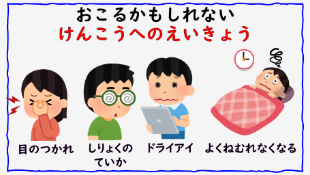 おこるかもしれない
けんこうへのえいきょう
目のつかれ
しりょくの
ていか
ドライアイ
よくねむれなくなる